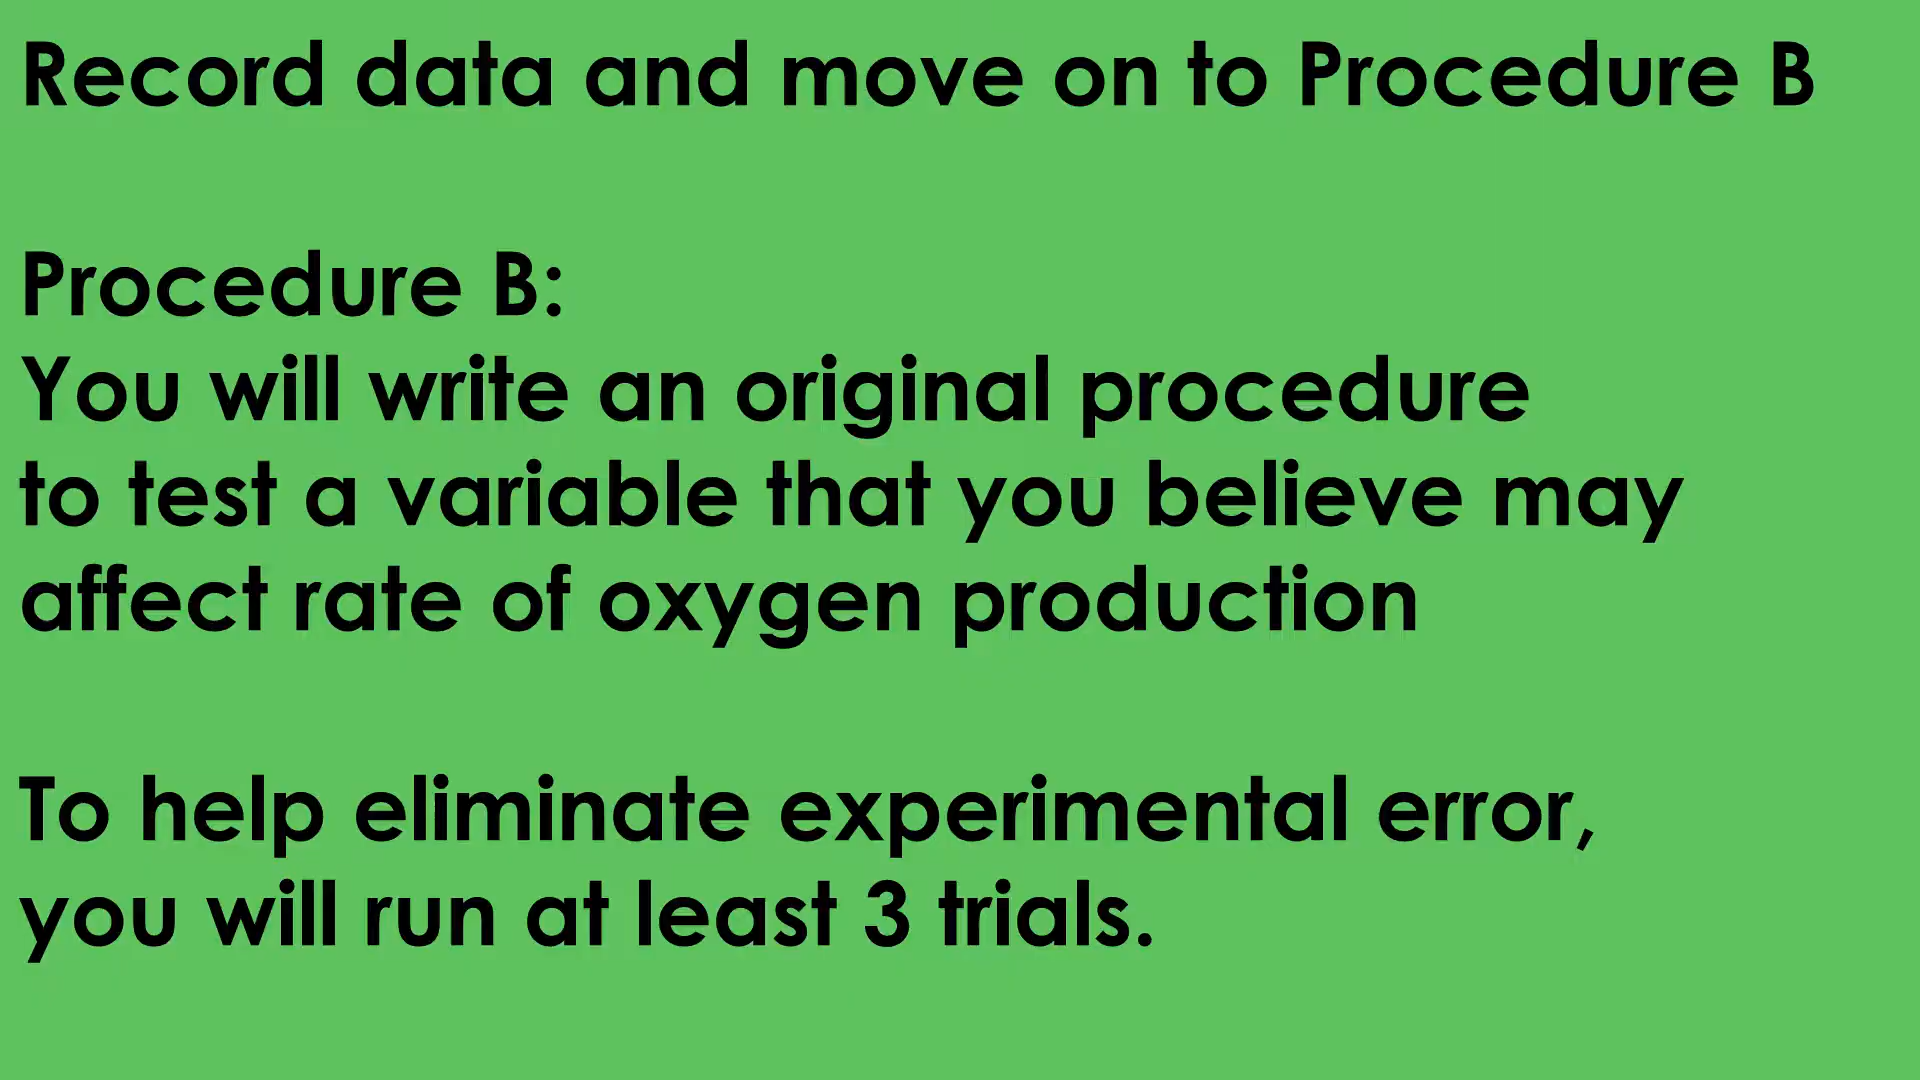 Record data and move on to Procedure B
Procedure B:
You will write an original procedure
to test a variable that you believe may
affect rate of oxygen production
To help eliminate experimental error,
you will run at least 3 trials.